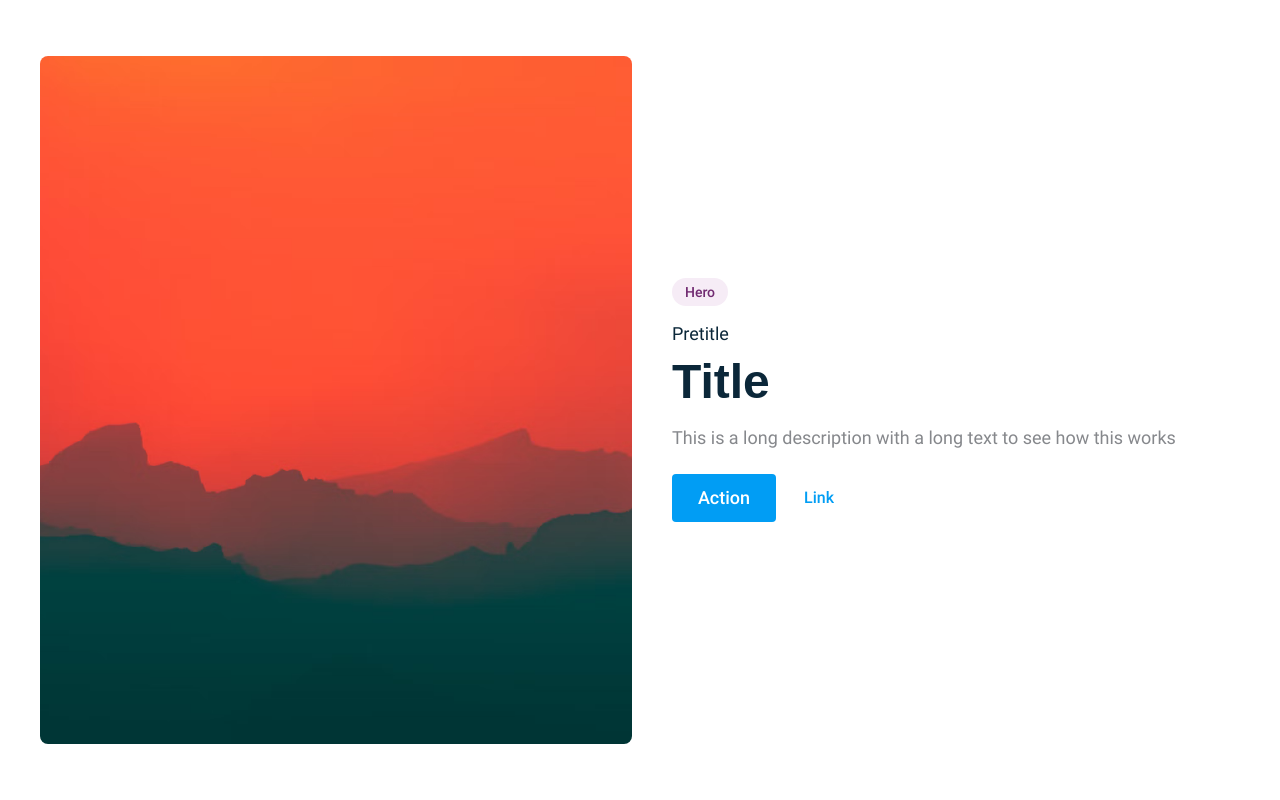 Hero
Pretitle
Title
This is a long description with a long text to see how this works
Action
Link